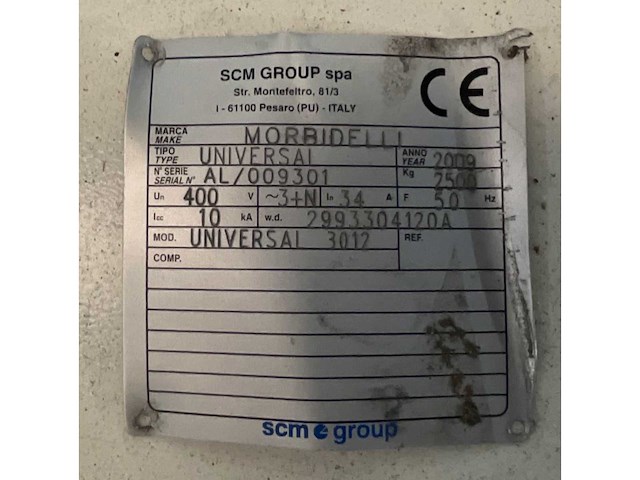 SCM GROUP spa
Str. Montefeltro, 81/3
I - 61100 Pesaro (PU) - ITALY
CE
MARCA
MAKE MORBIDELLI
TIPO
TYPE UNIVERSAL ANNO
YEAR 2009
N° SERIE
SERIAL N° AL/009301 Kg 2500
Un 400 V ~3+N In 34 A F 50 Hz
Icc 10 kA w.d. 2993304120A
MOD. UNIVERSAL 3012 REF.
COMP.
scm group